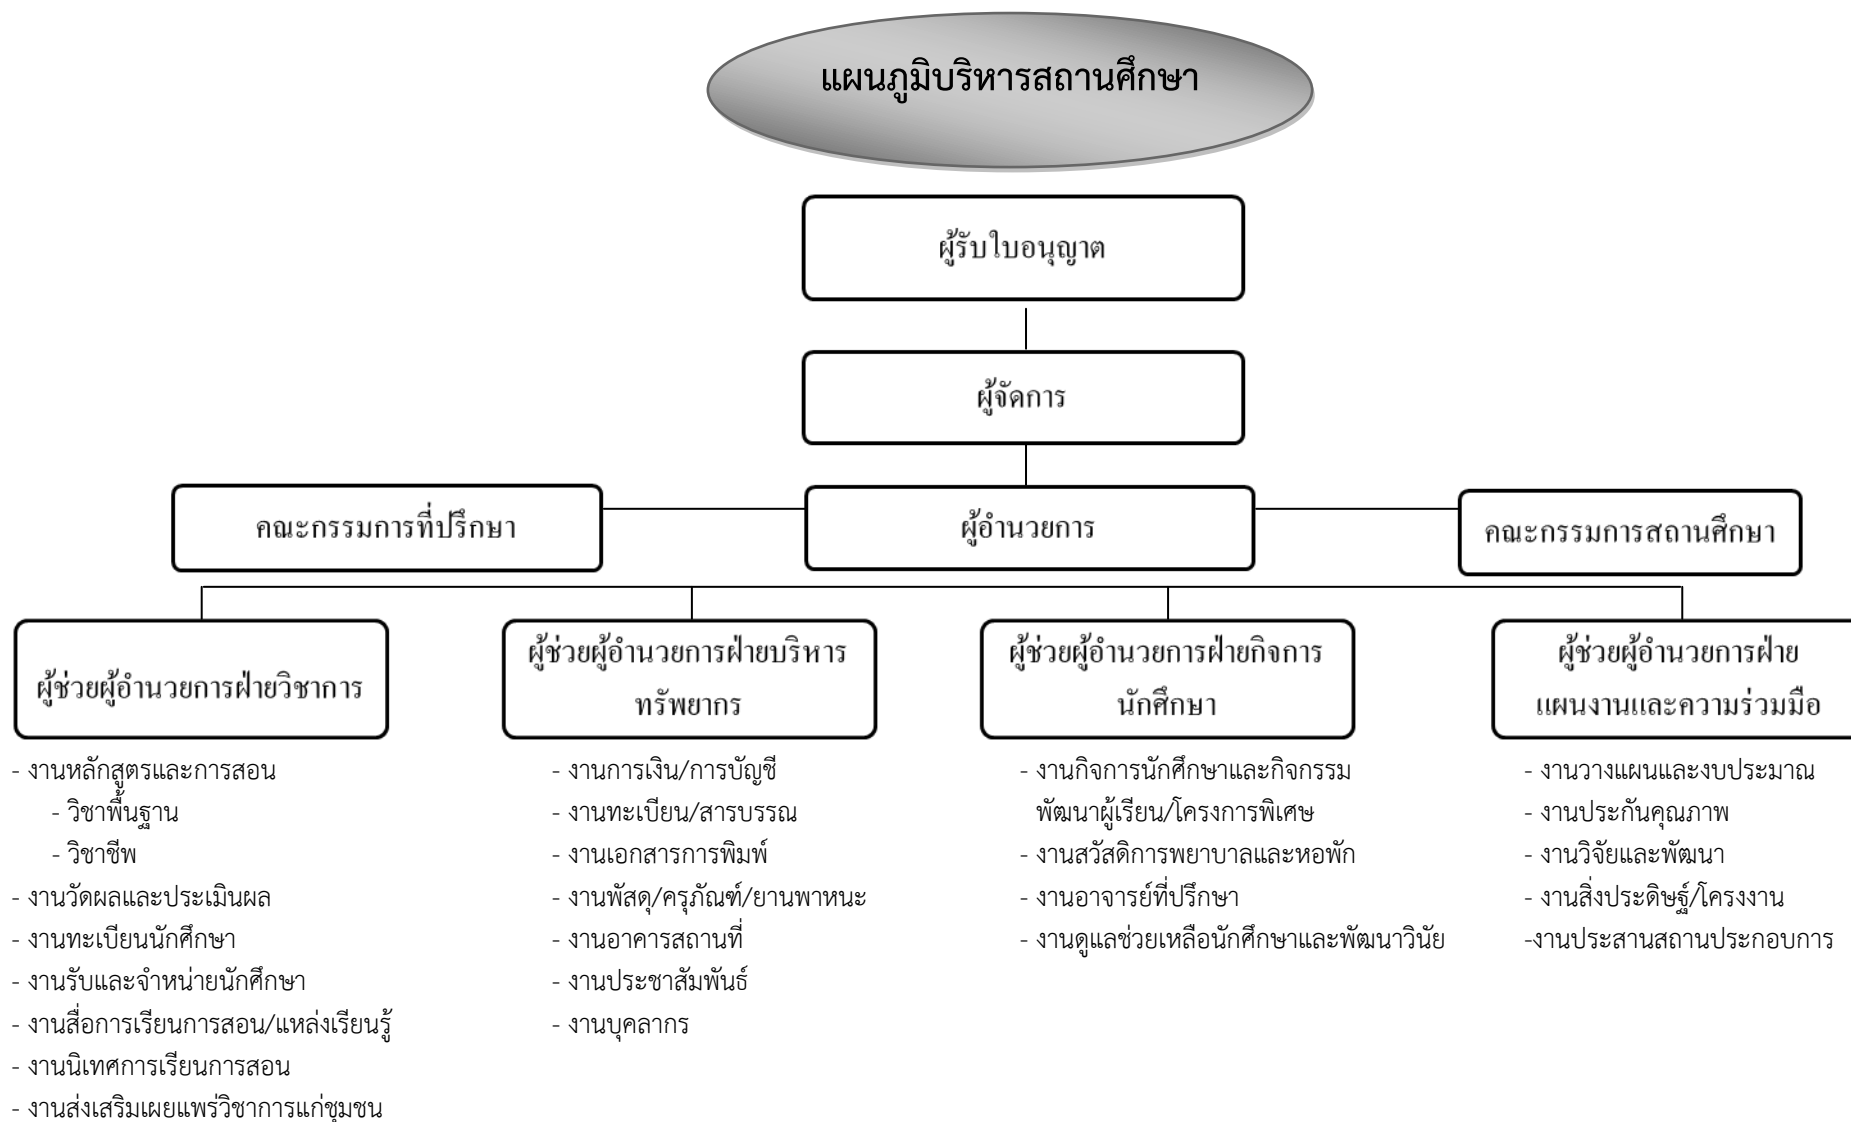 แผนภูมิบริหารสถานศึกษา
ผู้รับใบอนุญาต
ผู้จัดการ
คณะกรรมการที่ปรึกษา
ผู้อำนวยการ
คณะกรรมการสถานศึกษา
ผู้ช่วยผู้อำนวยการฝ่ายวิชาการ
ผู้ช่วยผู้อำนวยการฝ่ายบริหาร
ทรัพยากร
ผู้ช่วยผู้อำนวยการฝ่ายกิจการ
นักศึกษา
ผู้ช่วยผู้อำนวยการฝ่าย
แผนงานและความร่วมมือ
- งานหลักสูตรและการสอน
- วิชาพื้นฐาน
- วิชาชีพ
- งานวัดผลและประเมินผล
- งานทะเบียนนักศึกษา
- งานรับและจำหน่ายนักศึกษา
- งานสื่อการเรียนการสอน/แหล่งเรียนรู้
- งานนิเทศการเรียนการสอน
- งานส่งเสริมเผยแพร่วิชาการแก่ชุมชน
- งานการเงิน/การบัญชี
- งานทะเบียน/สารบรรณ
- งานเอกสารการพิมพ์
- งานพัสดุ/ครุภัณฑ์/ยานพาหนะ
- งานอาคารสถานที่
- งานประชาสัมพันธ์
- งานบุคลากร
- งานกิจการนักศึกษาและกิจกรรม
พัฒนาผู้เรียน/โครงการพิเศษ
- งานสวัสดิการพยาบาลและหอพัก
- งานอาจารย์ที่ปรึกษา
- งานดูแลช่วยเหลือนักศึกษาและพัฒนาวินัย
- งานวางแผนและงบประมาณ
- งานประกันคุณภาพ
- งานวิจัยและพัฒนา
- งานสิ่งประดิษฐ์/โครงงาน
-งานประสานสถานประกอบการ